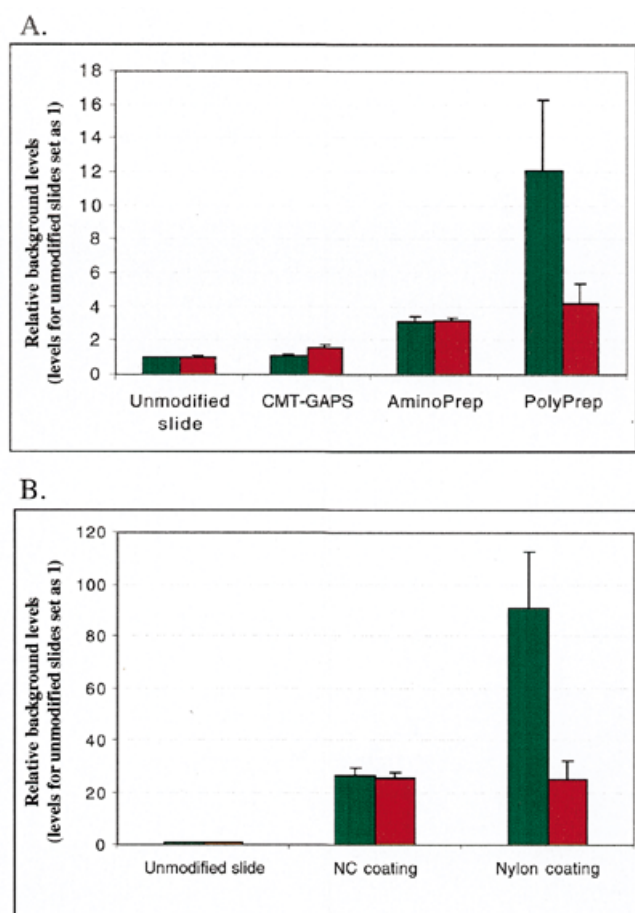 A.
Relative background levels
(levels for unmodified slides set as 1)
18
16
14
12
10
8
6
4
2
0
Unmodified
slide
CMT-GAPS
AminoPrep
PolyPrep
B.
Relative background levels
(levels for unmodified slides set as 1)
120
100
80
60
40
20
0
Unmodified slide
NC coating
Nylon coating